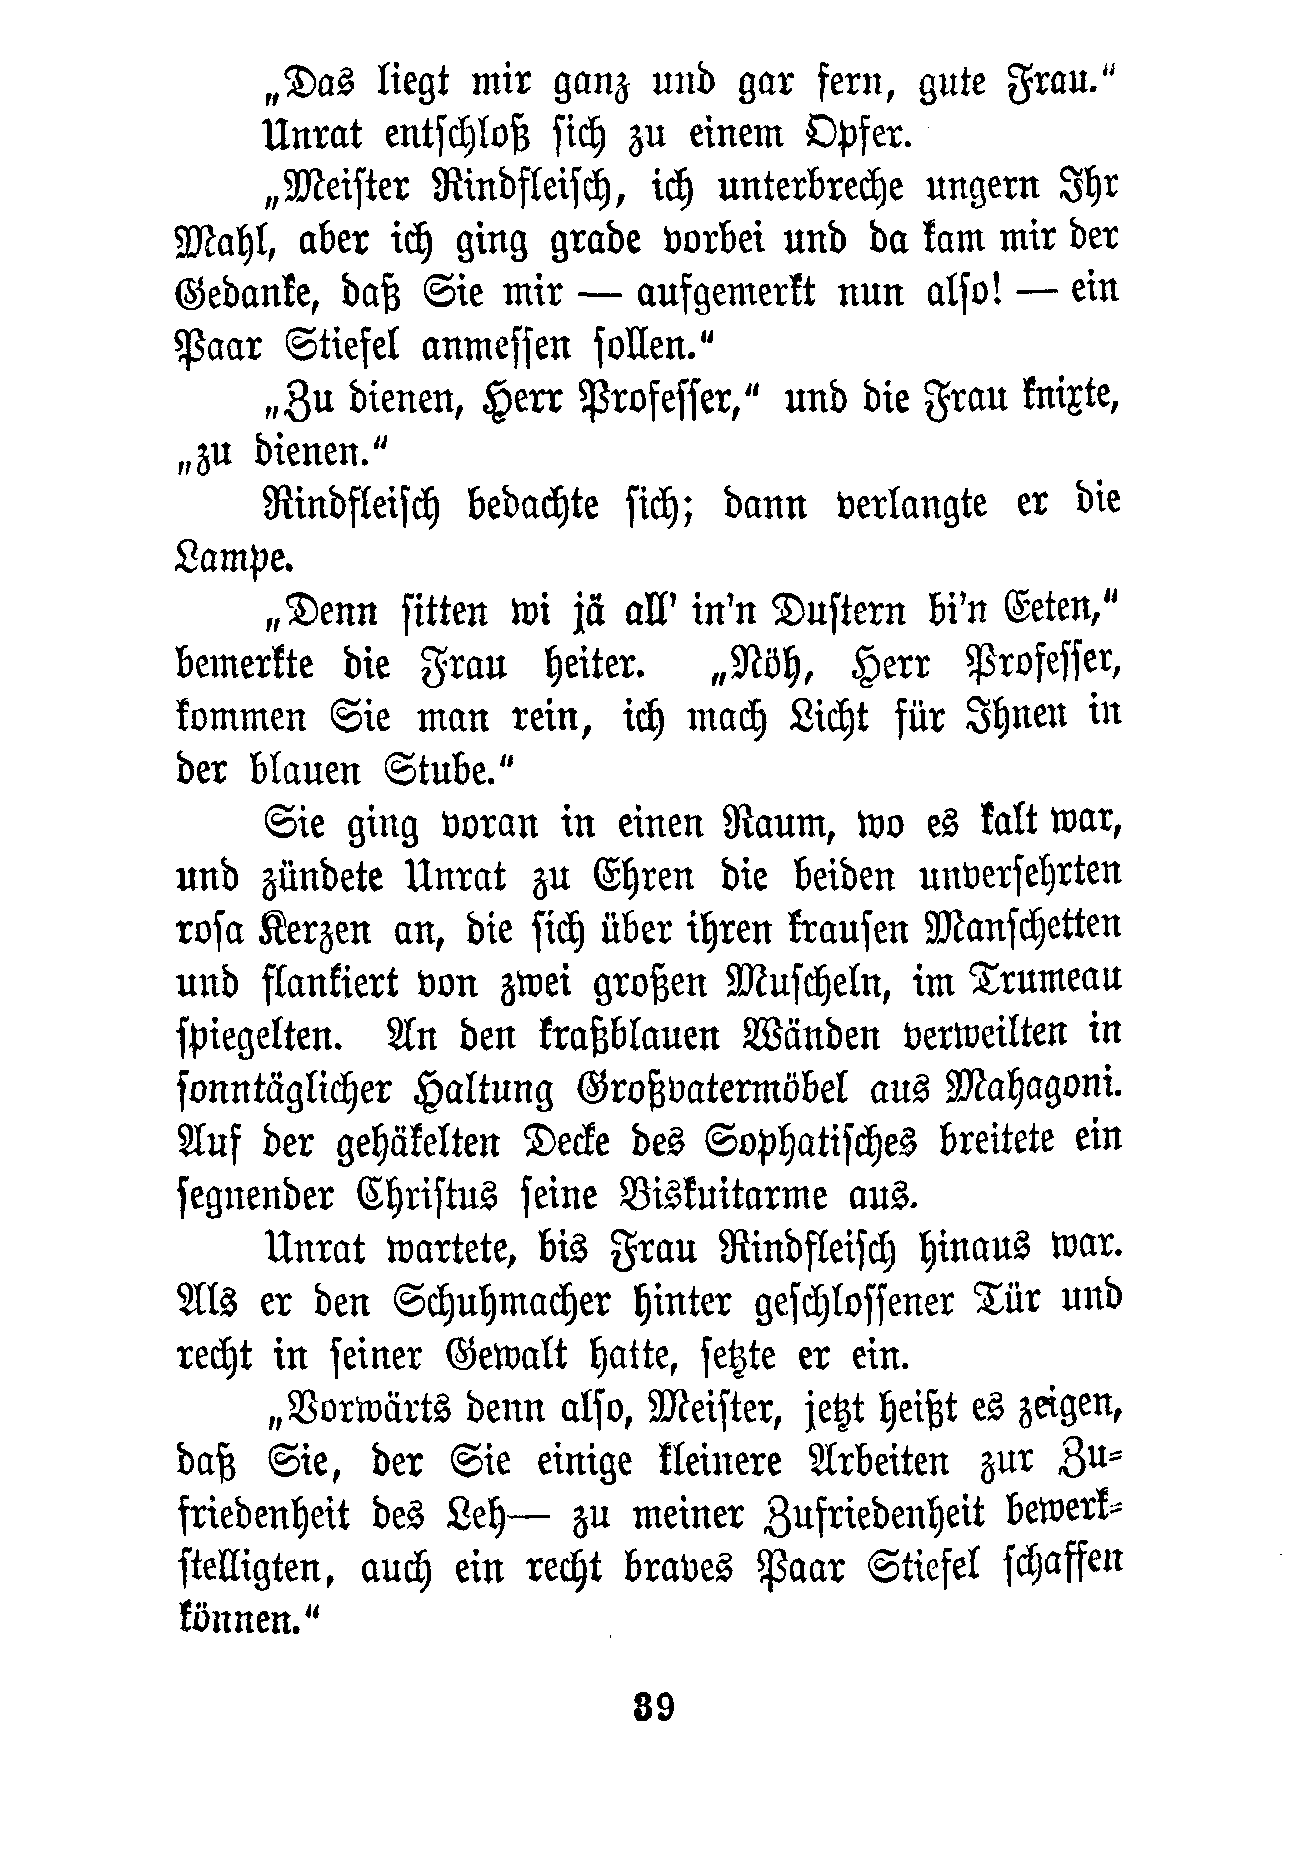 „Das liegt mir ganz und gar fern, gute Frau.“
Unrat entschloß sich zu einem Opfer.
„Meister Rindfleisch, ich unterbreche ungern Ihr
Mahl, aber ich ging grade vorbei und da kam mir der
Gedanke, daß Sie mir — aufgemerkt nun also! — ein
Paar Stiefel anmessen sollen.“
„Zu dienen, Herr Professer,“ und die Frau knixte,
„zu dienen.“
Rindfleisch bedachte sich; dann verlangte er die
Lampe.
„Denn sitten wi jä all’ in’n Dustern bi’n Eeten,“
bemerkte die Frau heiter. „Nöh, Herr Professer,
kommen Sie man rein, ich mach Licht für Ihnen in
der blauen Stube.“
Sie ging voran in einen Raum, wo es kalt war,
und zündete Unrat zu Ehren die beiden unversehrten
rosa Kerzen an, die sich über ihren krausen Manschetten
und flankiert von zwei großen Muscheln, im Trumeau
spiegelten. An den kraßblauen Wänden verweilten in
sonntäglicher Haltung Großvatermöbel aus Mahagoni.
Auf der gehäkelten Decke des Sophatisches breitete ein
segnender Christus seine Biskuitarme aus.
Unrat wartete, bis Frau Rindfleisch hinaus war.
Als er den Schuhmacher hinter geschlossener Tür und
recht in seiner Gewalt hatte, setzte er ein.
„Vorwärts denn also, Meister, jetzt heißt es zeigen,
daß Sie, der Sie einige kleinere Arbeiten zur Zu-
friedenheit des Leh— zu meiner Zufriedenheit bewerk-
stelligten, auch ein recht braves Paar Stiefel schaffen
können.“
39